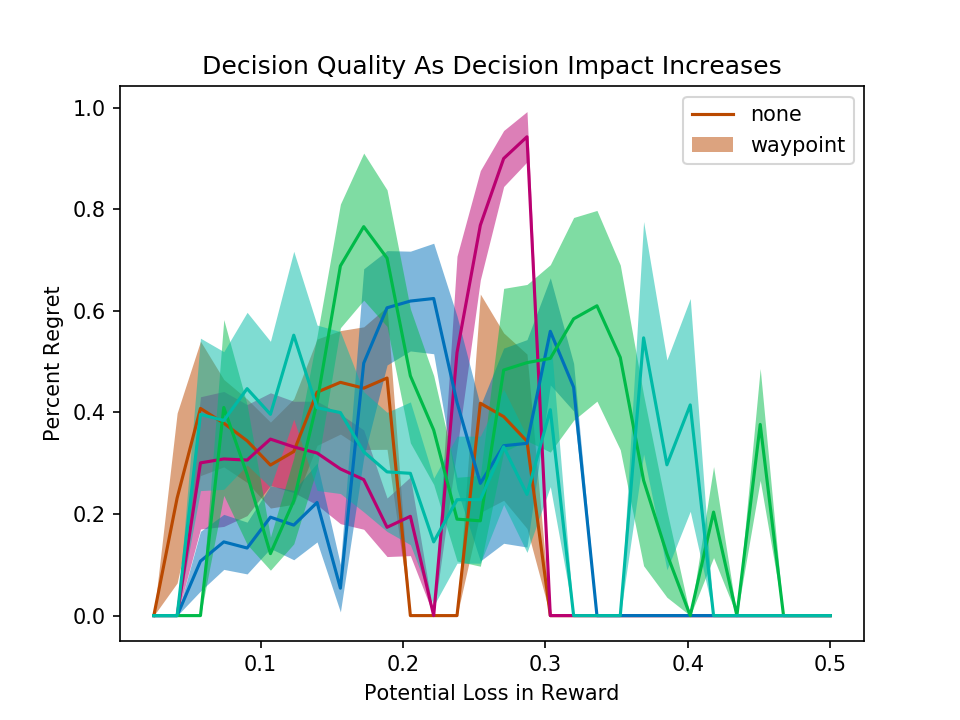 Decision Quality As Decision Impact Increases
none
waypoint
1.0
0.8
0.6
0.4
0.2
0.0
Percent Regret
0.1 0.2 0.3 0.4 0.5
Potential Loss in Reward